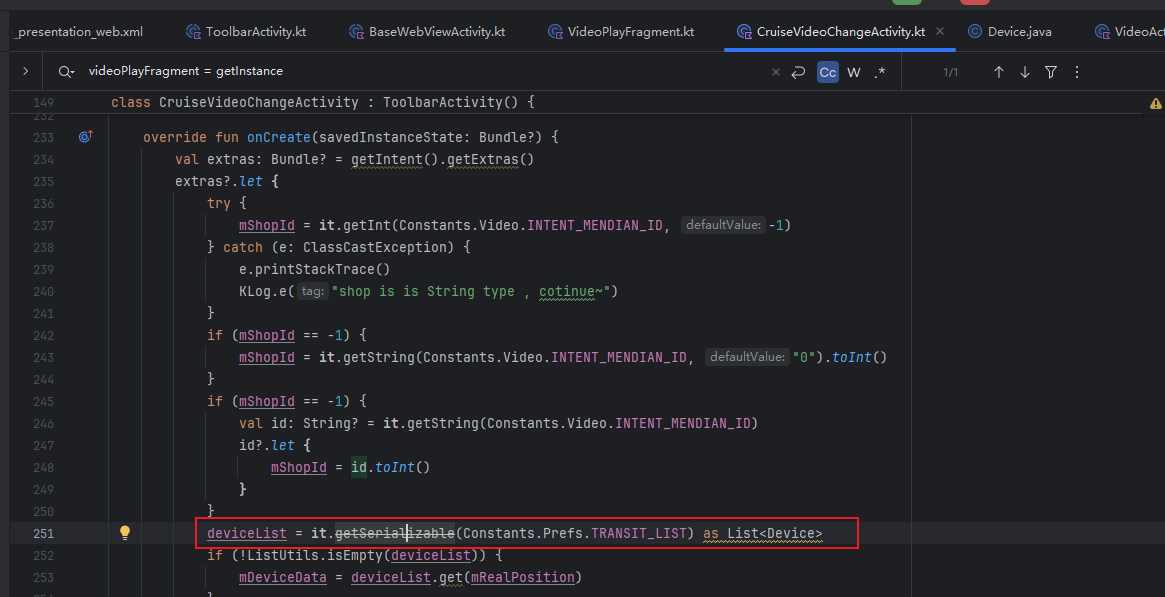 _presentation_web.xml ToolbarActivity.kt BaseWebViewActivity.kt VideoPlayFragment.kt CruiseVideoChangeActivity.kt Device.java VideoAct
videoPlayFragment = getInstance Cc W .* 1/1
149 class CruiseVideoChangeActivity : ToolbarActivity() {
232
233 override fun onCreate(savedInstanceState: Bundle?) {
234 val extras: Bundle? = getIntent().getExtras()
235 extras?.let {
236 try {
237 mShopId = it.getInt(Constants.Video.INTENT_MENDIAN_ID, defaultValue: -1)
238 } catch (e: ClassCastException) {
239 e.printStackTrace()
240 KLog.e( tag: "shop is is String type , cotinue~")
241 }
242 if (mShopId == -1) {
243 mShopId = it.getString(Constants.Video.INTENT_MENDIAN_ID, defaultValue: "0").toInt()
244 }
245 if (mShopId == -1) {
246 val id: String? = it.getString(Constants.Video.INTENT_MENDIAN_ID)
247 id?.let {
248 mShopId = id.toInt()
249 }
250 }
251 deviceList = it.getSerializable(Constants.Prefs.TRANSIT_LIST) as List<Device>
252 if (!ListUtils.isEmpty(deviceList)) {
253 mDeviceData = deviceList.get(mRealPosition)